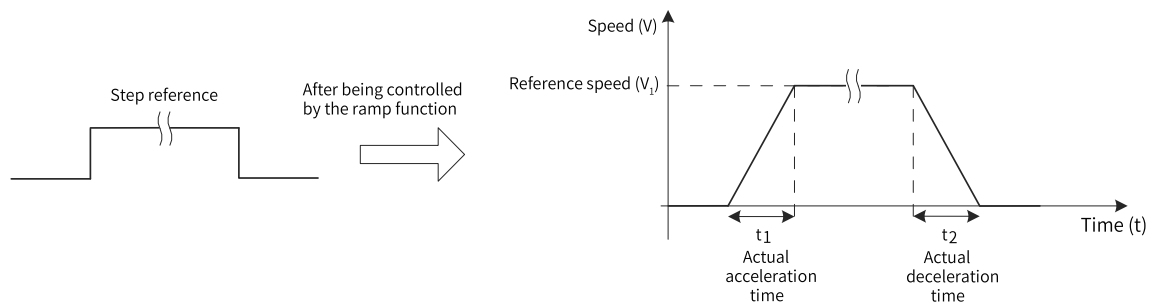 Step reference
After being controlled
by the ramp function
Speed (V)
Reference speed (V1)
Time (t)
t1
Actual
acceleration
time
t2
Actual
deceleration
time